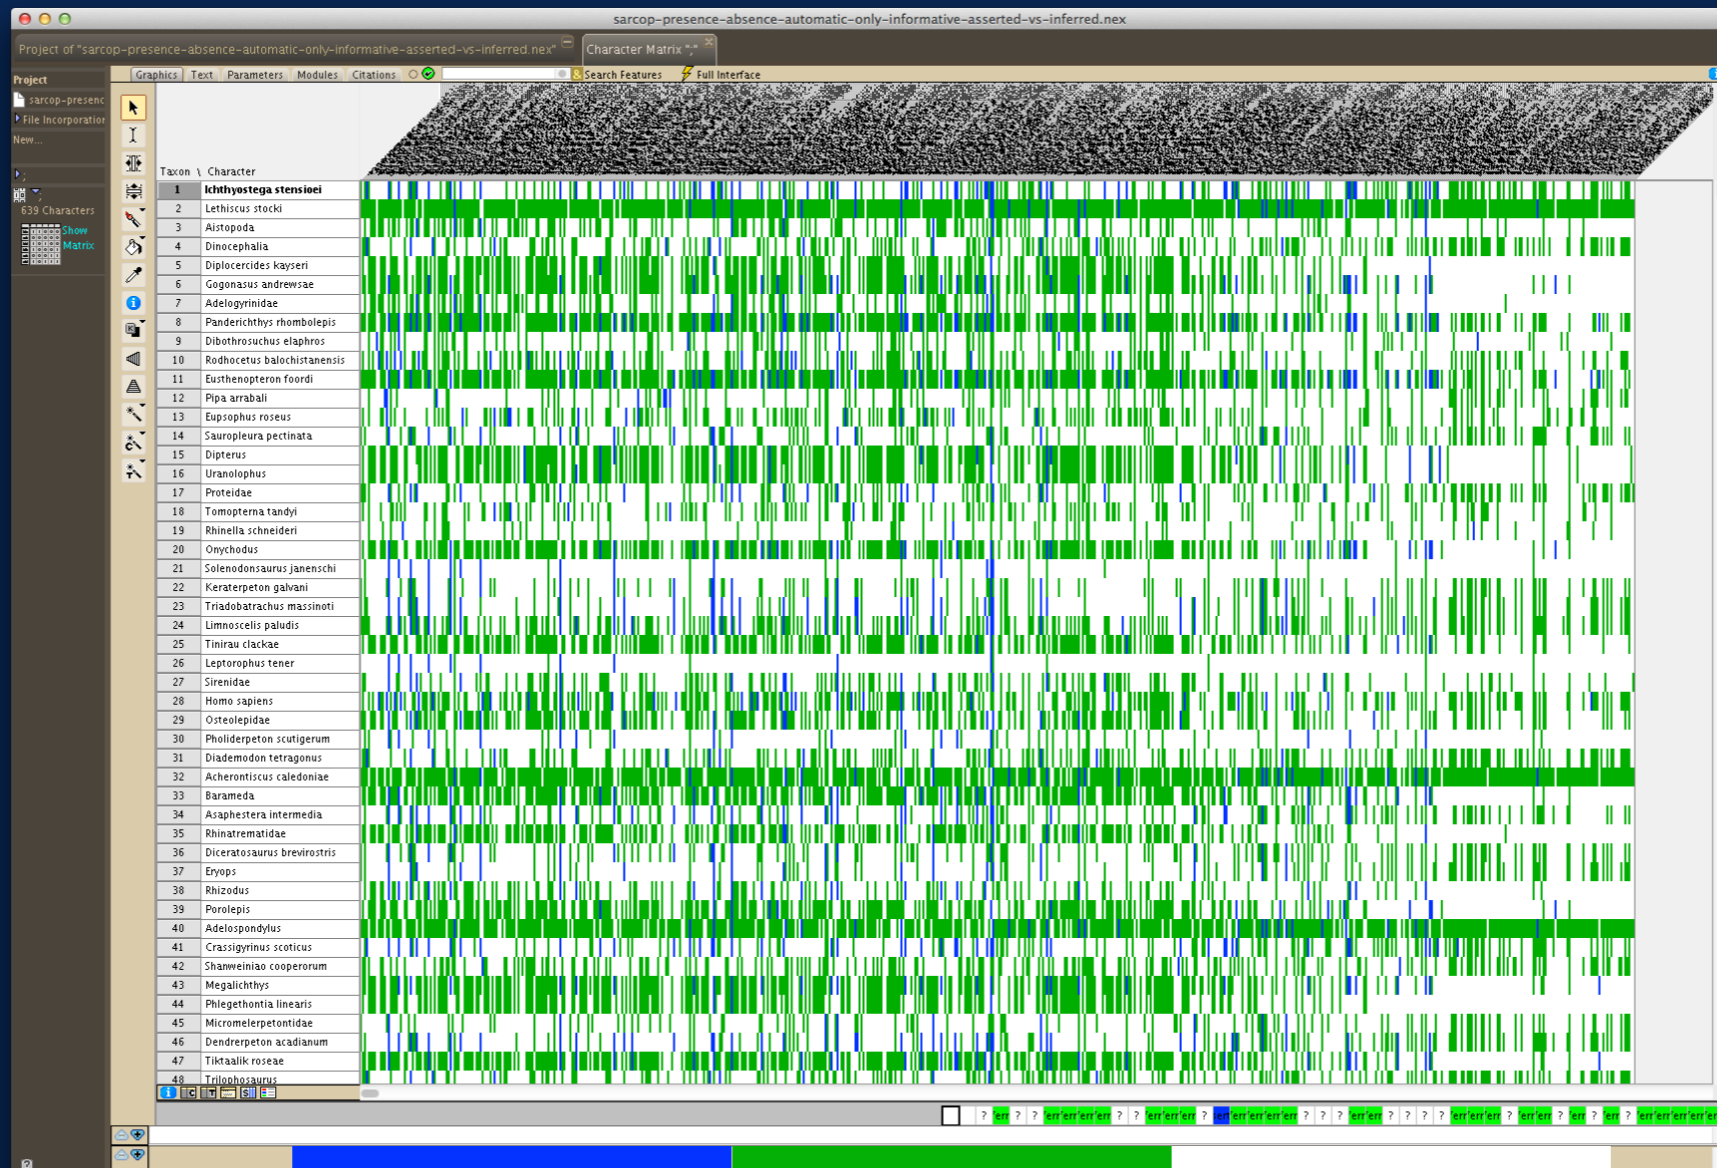 sarcop-presence-absence-automatic-only-informative-asserted-vs-inferred.nex
Project of "sarcop-presence-absence-automatic-only-informative-asserted-vs-inferred.nex"
Character Matrix ";"
Project
Graphics Text Parameters Modules Citations
Search Features
Full Interface
sarcop-presenc
File Incorporation
New...
;
639 Characters
Show
Matrix
Taxon \ Character
1 Ichthyostega stensioei
2 Lethiscus stocki
3 Aistopoda
4 Dinocephalia
5 Diplocercides kayseri
6 Gogonasus andrewsae
7 Adelogyrinidae
8 Panderichthys rhombolepis
9 Dibothrosuchus elaphros
10 Rodhocetus balochistanensis
11 Eusthenopteron foordi
12 Pipa arrabali
13 Eupsophus roseus
14 Sauropleura pectinata
15 Dipterus
16 Uranolophus
17 Proteidae
18 Tomopterna tandyi
19 Rhinella schneideri
20 Onychodus
21 Solenodonsaurus janenschi
22 Keraterpeton galvani
23 Triadobatrachus massinoti
24 Limnoscelis paludis
25 Tinirau clackae
26 Leptorophus tener
27 Sirenidae
28 Homo sapiens
29 Osteolepidae
30 Pholiderpeton scutigerum
31 Diademodon tetragonus
32 Acherontiscus caledoniae
33 Barameda
34 Asaphestera intermedia
35 Rhinatrematidae
36 Diceratosaurus brevirostris
37 Eryops
38 Rhizodus
39 Porolepis
40 Adelospondylus
41 Crassigyrinus scoticus
42 Shanweiniao cooperorum
43 Megalichthys
44 Phlegethontia linearis
45 Micromelerpetontidae
46 Dendrerpeton acadianum
47 Tiktaalik roseae
48 Trilophosaurus